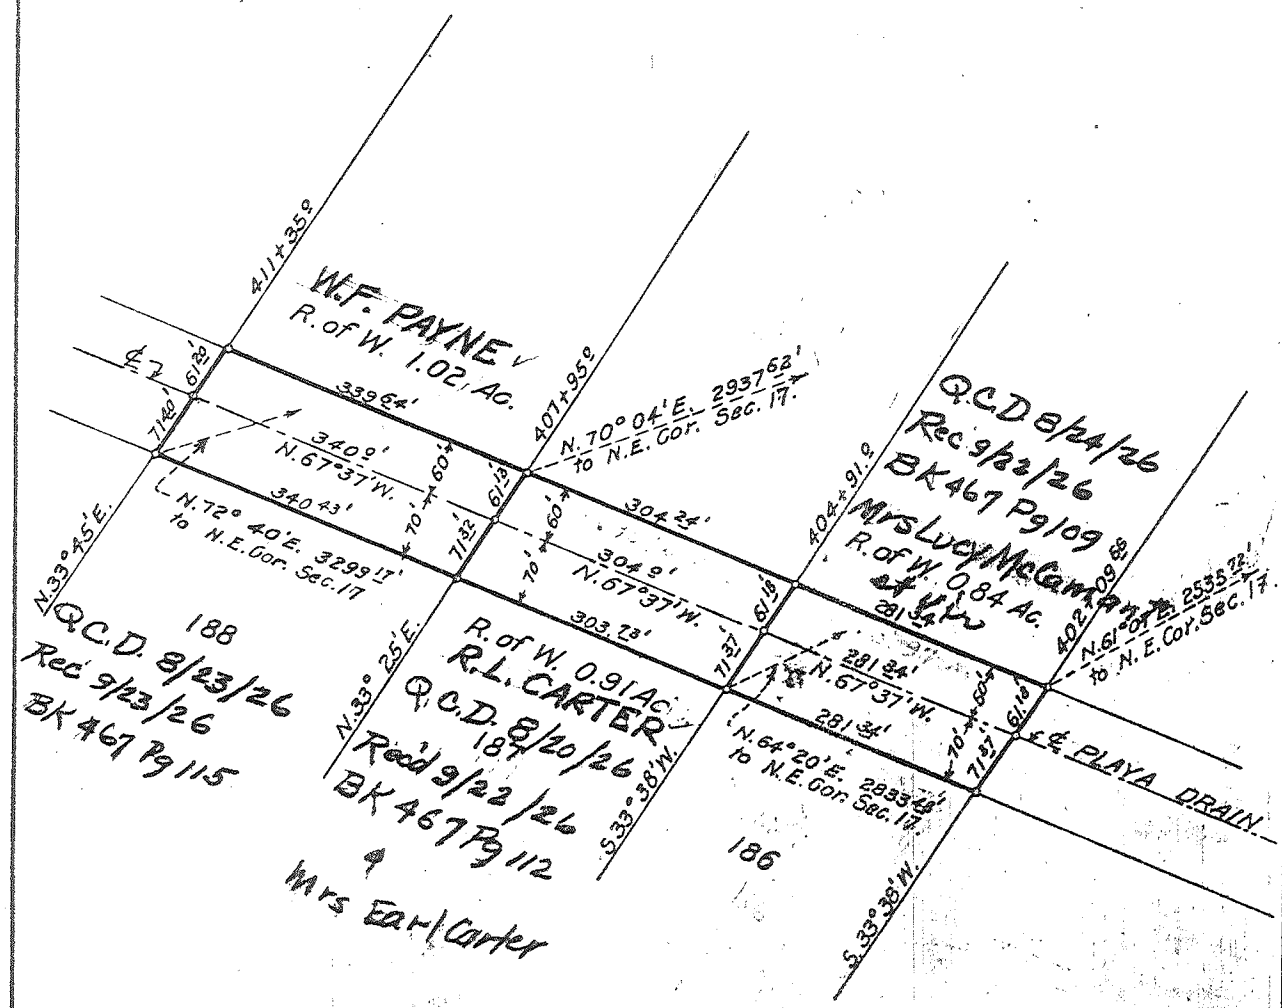 411+35.0
W.F. PAYNE
R. of W. 1.02 Ac.
℄
61.20'
71.40'
339.64'
340.0'
N. 67° 37' W.
340.43'
60'
70'
N. 72° 40' E. 3299.17'
to N.E. Cor. Sec. 17
N. 33° 45' E.
188
Q.C.D. 8/23/26
Rec 9/23/26
BK 467 Pg 115
407+95.0
N. 70° 04' E. 2937.62'
to N.E. Cor. Sec. 17.
61.13'
71.32'
60'
70'
304.24'
304.0'
N. 67° 37' W.
303.73'
N. 33° 25' E.
R. of W. 0.91 Ac.
R.L. CARTER
Q.C.D. 8/20/26
187
Rec'd 9/22/26
BK 467 Pg 112
&
Mrs Earl Carter
404+91.0
Q.C.D 8/24/26
Rec 9/22/26
BK 467 Pg 109
Mrs Lucy McCamant
R. of W. 0.84 Ac.
et vir
281.34'
61.18'
71.37'
281.34'
N. 67° 37' W.
281.34'
60'
70'
S. 33° 38' W.
N. 64° 20' E. 2833.48'
to N.E. Cor. Sec. 17.
186
402+09.66
N. 61° 07' E. 2535.72'
to N.E. Cor. Sec. 17.
61.18'
71.37'
℄ PLAYA DRAIN
S. 33° 38' W.